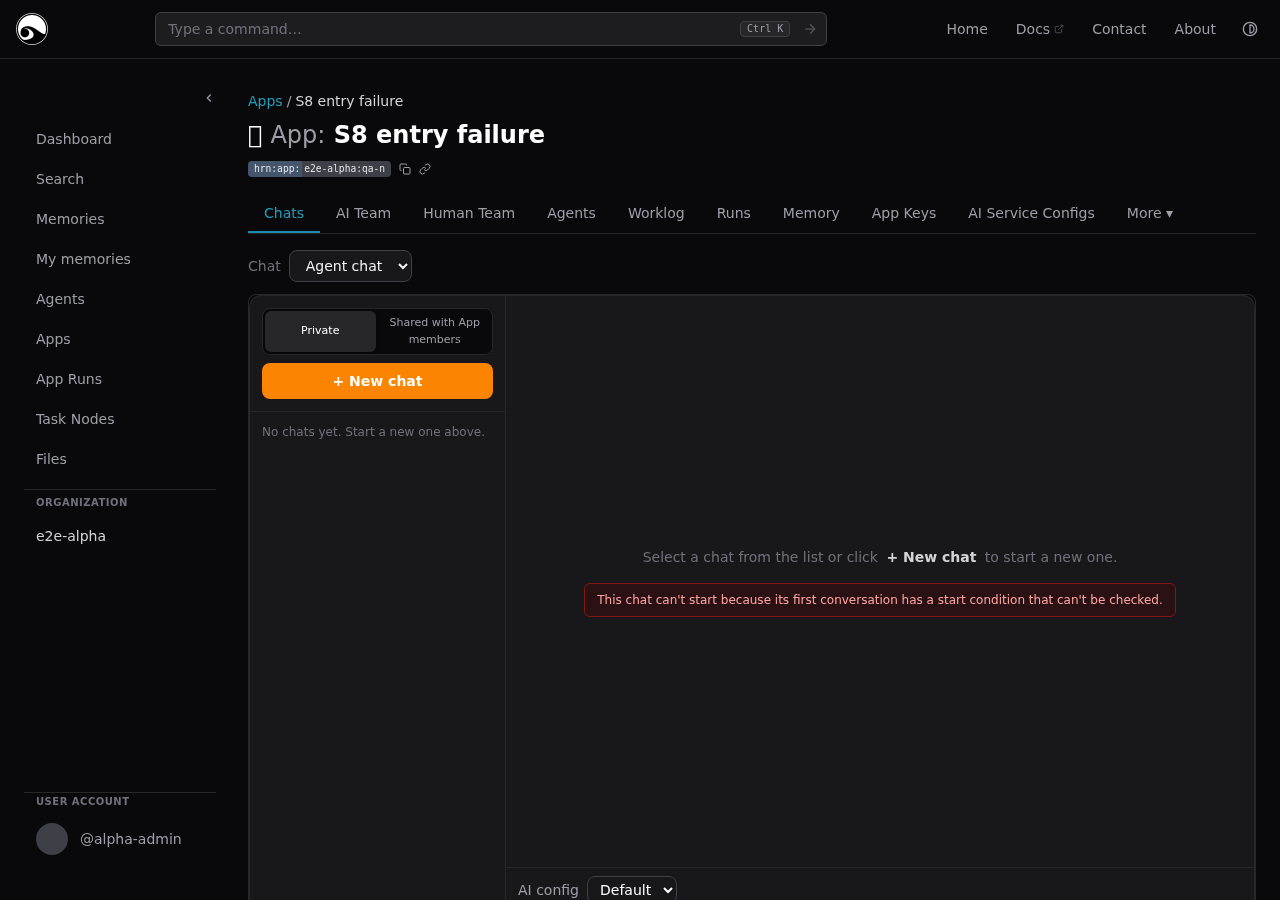 Type a command...
Ctrl K
Home
Docs
Contact
About
Apps / S8 entry failure
App: S8 entry failure
hrn:app: e2e-alpha:qa-n
Dashboard
Search
Memories
My memories
Agents
Apps
App Runs
Task Nodes
Files
ORGANIZATION
e2e-alpha
USER ACCOUNT
@alpha-admin
Chats
AI Team
Human Team
Agents
Worklog
Runs
Memory
App Keys
AI Service Configs
More ▾
Chat
Agent chat
Private
Shared with App
members
+ New chat
No chats yet. Start a new one above.
Select a chat from the list or click + New chat to start a new one.
This chat can't start because its first conversation has a start condition that can't be checked.
AI config
Default